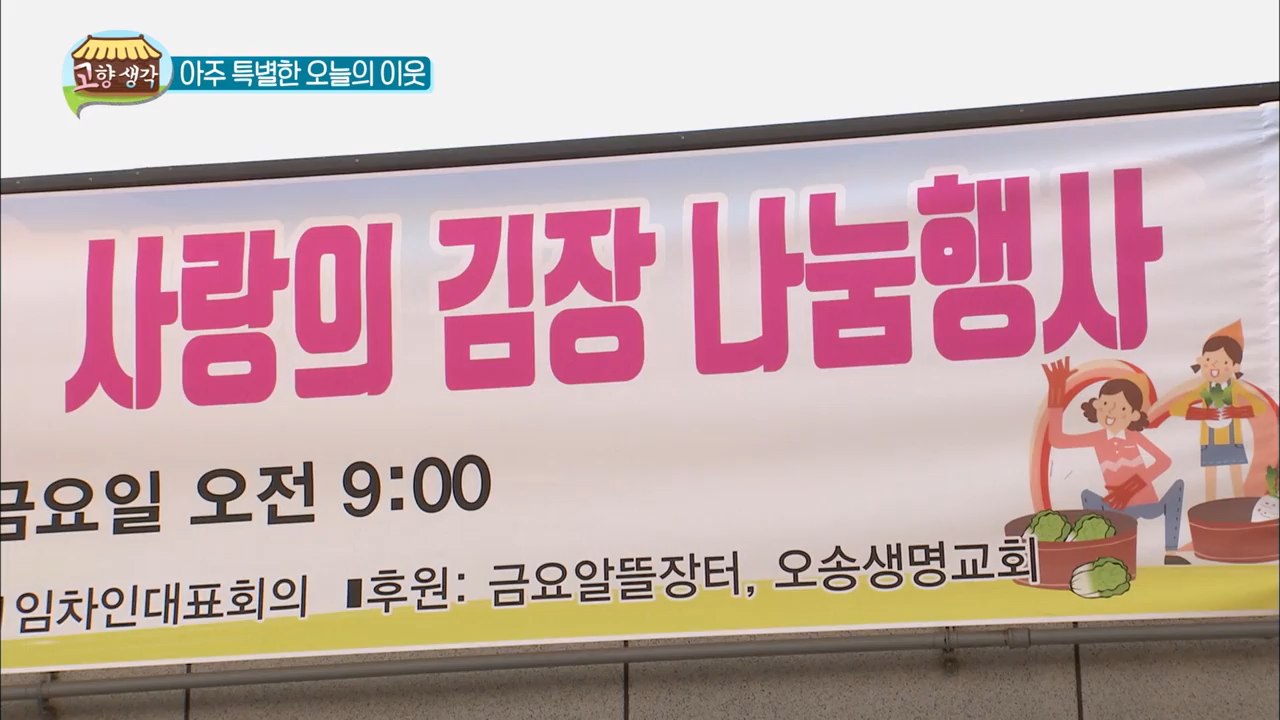 고향 생각
아주 특별한 오늘의 이웃
사랑의 김장 나눔행사
금요일 오전 9:00
임차인대표회의 ▮후원: 금요알뜰장터, 오송생명교회